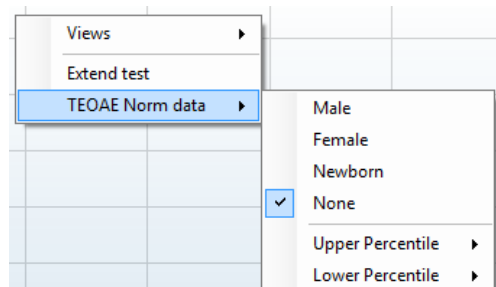 Views
Extend test
TEOAE Norm data
Male
Female
Newborn
None
Upper Percentile
Lower Percentile